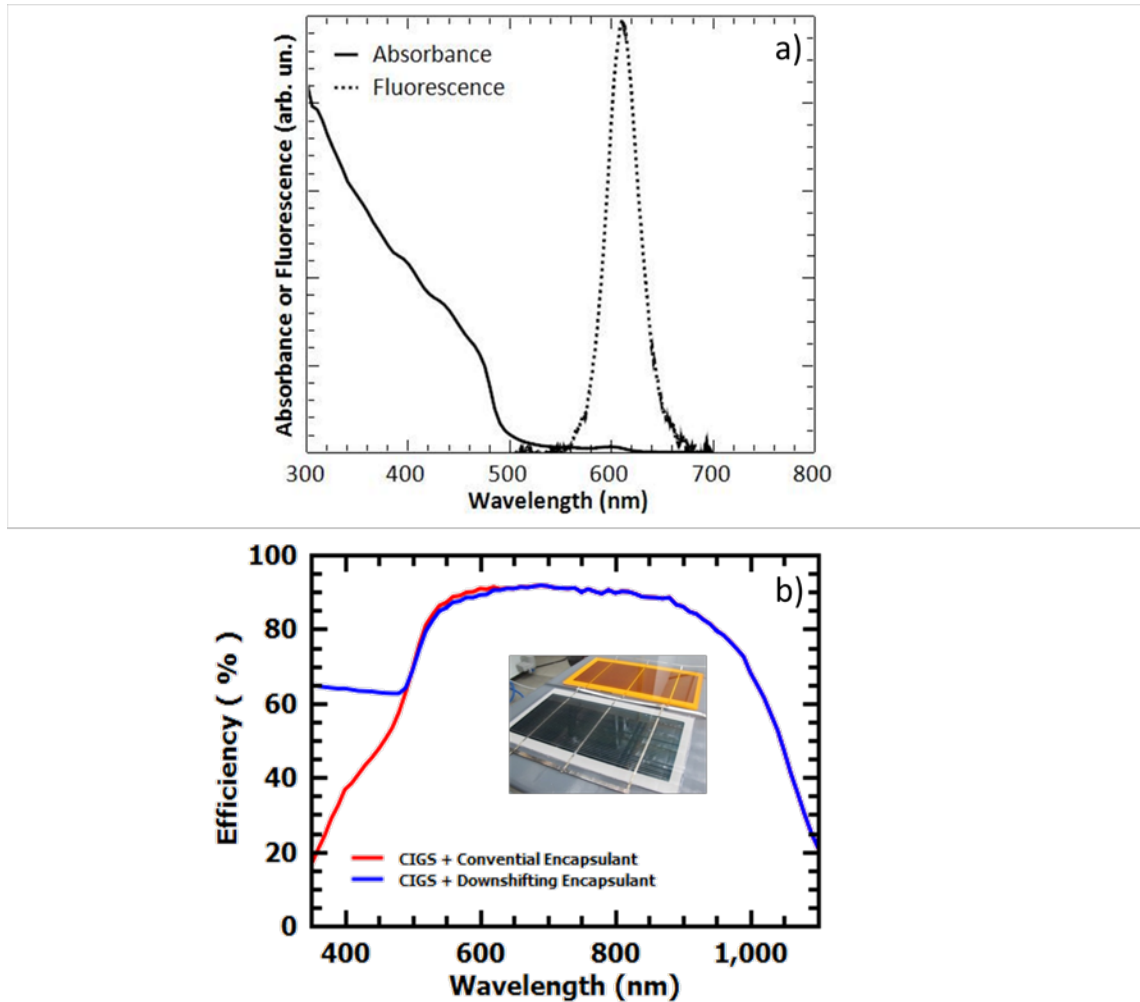 a)
Absorbance
Fluorescence
Absorbance or Fluorescence (arb. un.)
300 400 500 600 700 800
Wavelength (nm)
b)
100
80
60
40
20
0
Efficiency ( % )
CIGS + Convential Encapsulant
CIGS + Downshifting Encapsulant
400 600 800 1,000
Wavelength (nm)